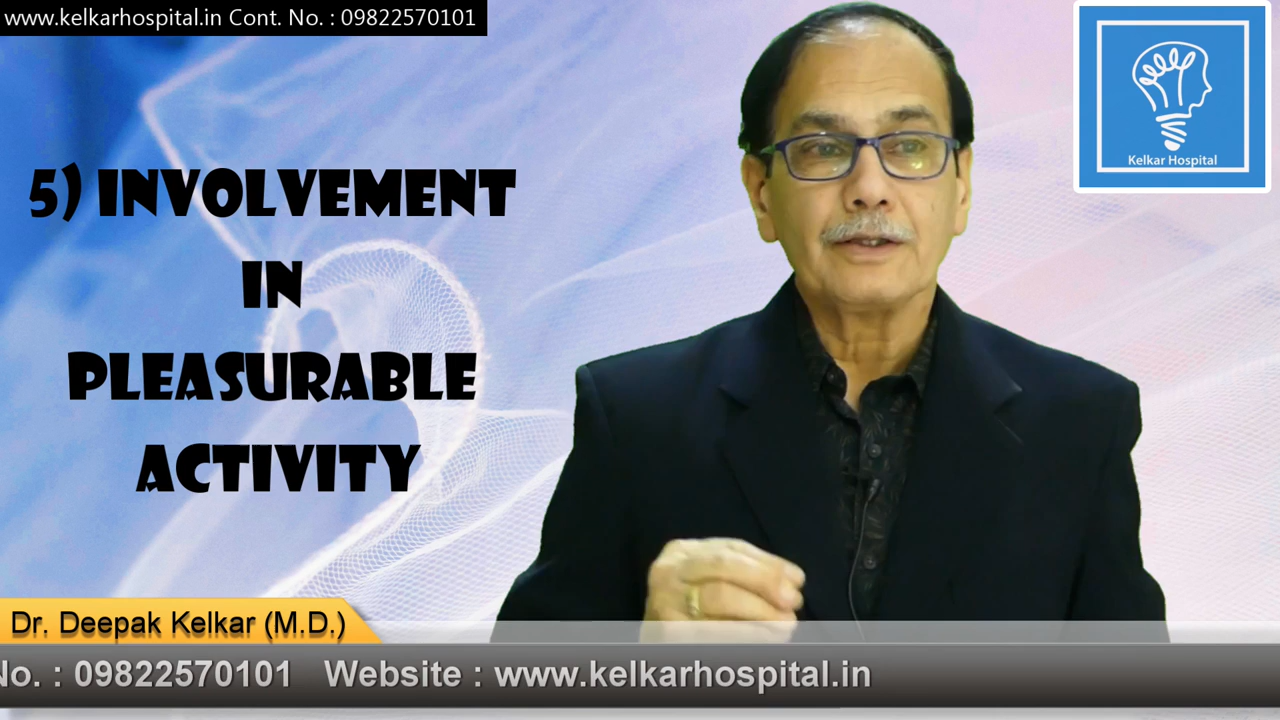 www.kelkarhospital.in Cont. No. : 09822570101
Kelkar Hospital
5) INVOLVEMENT
IN
PLEASURABLE
ACTIVITY
Dr. Deepak Kelkar (M.D.)
No. : 09822570101 Website : www.kelkarhospital.in